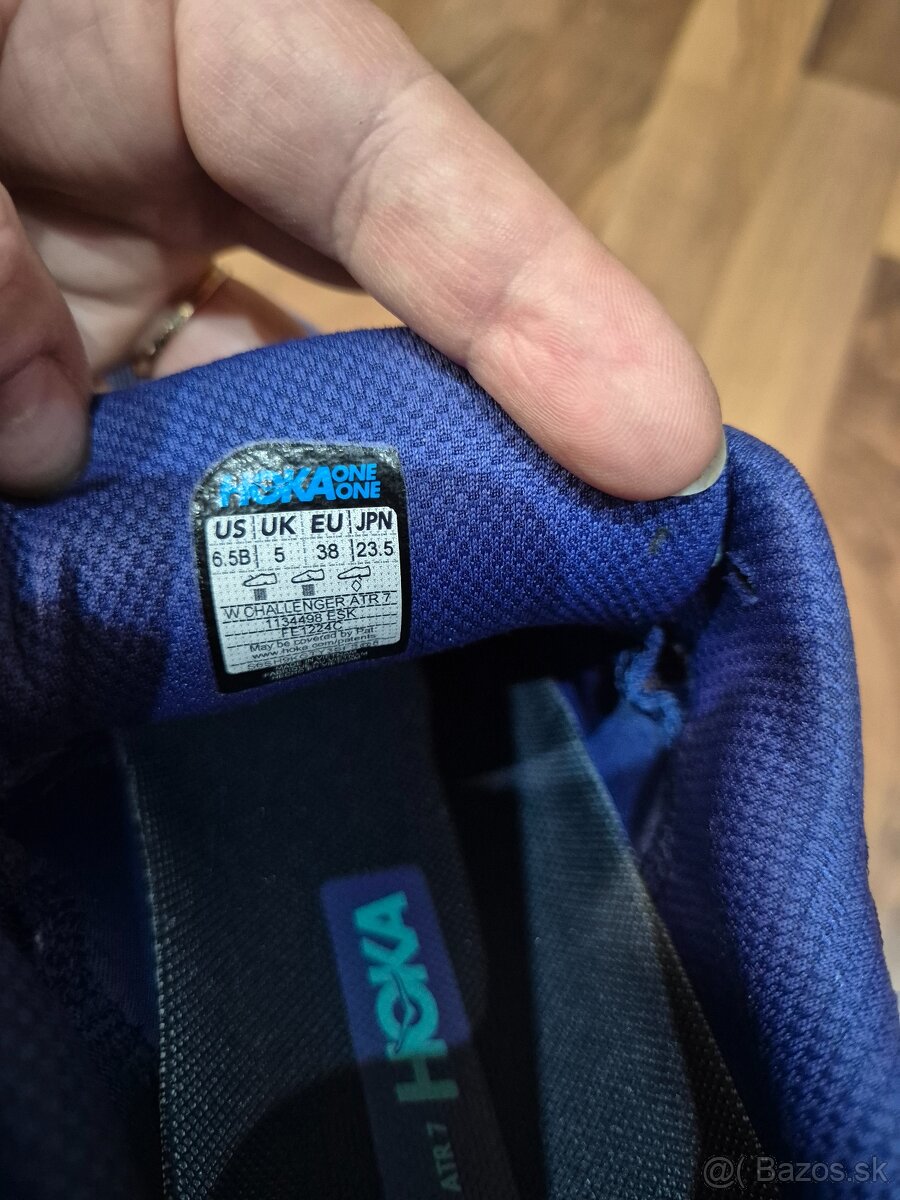 HOKA ONE ONE
US UK EU JPN
6.5B 5 38 23.5
W CHALLENGER ATR 7
1134498 ESK
FE1224C
May be covered by Pat.
www.hoka.com/patents
HOKA
ATR 7
@( Bazos.sk